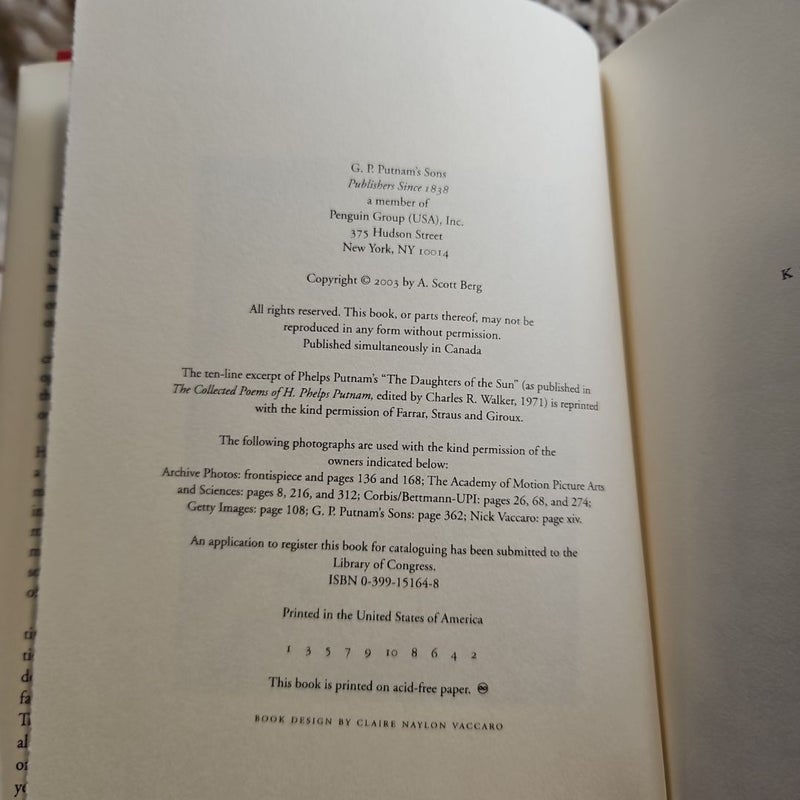 G. P. Putnam's Sons
Publishers Since 1838
a member of
Penguin Group (USA), Inc.
375 Hudson Street
New York, NY 10014
Copyright © 2003 by A. Scott Berg
All rights reserved. This book, or parts thereof, may not be
reproduced in any form without permission.
Published simultaneously in Canada
The ten-line excerpt of Phelps Putnam's “The Daughters of the Sun” (as published in
The Collected Poems of H. Phelps Putnam, edited by Charles R. Walker, 1971) is reprinted
with the kind permission of Farrar, Straus and Giroux.
The following photographs are used with the kind permission of the
owners indicated below:
Archive Photos: frontispiece and pages 136 and 168; The Academy of Motion Picture Arts
and Sciences: pages 8, 216, and 312; Corbis/Bettmann-UPI: pages 26, 68, and 274;
Getty Images: page 108; G. P. Putnam's Sons: page 362; Nick Vaccaro: page xiv.
An application to register this book for cataloguing has been submitted to the
Library of Congress.
ISBN 0-399-15164-8
Printed in the United States of America
1 3 5 7 9 10 8 6 4 2
This book is printed on acid-free paper. ♾
BOOK DESIGN BY CLAIRE NAYLON VACCARO
K